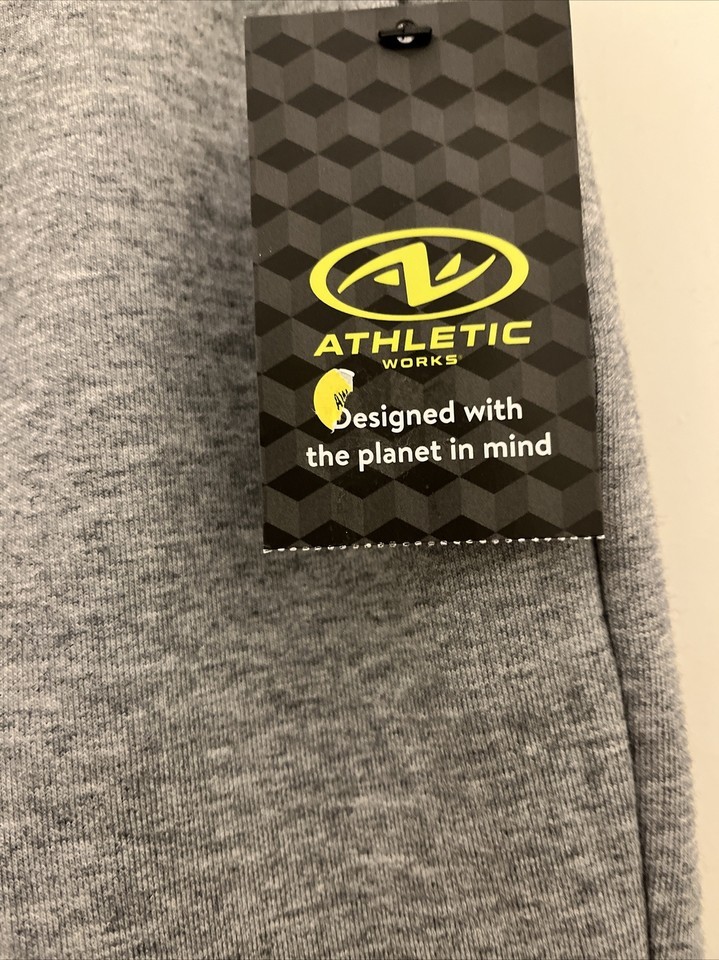 ATHLETIC
WORKS
Designed with
the planet in mind